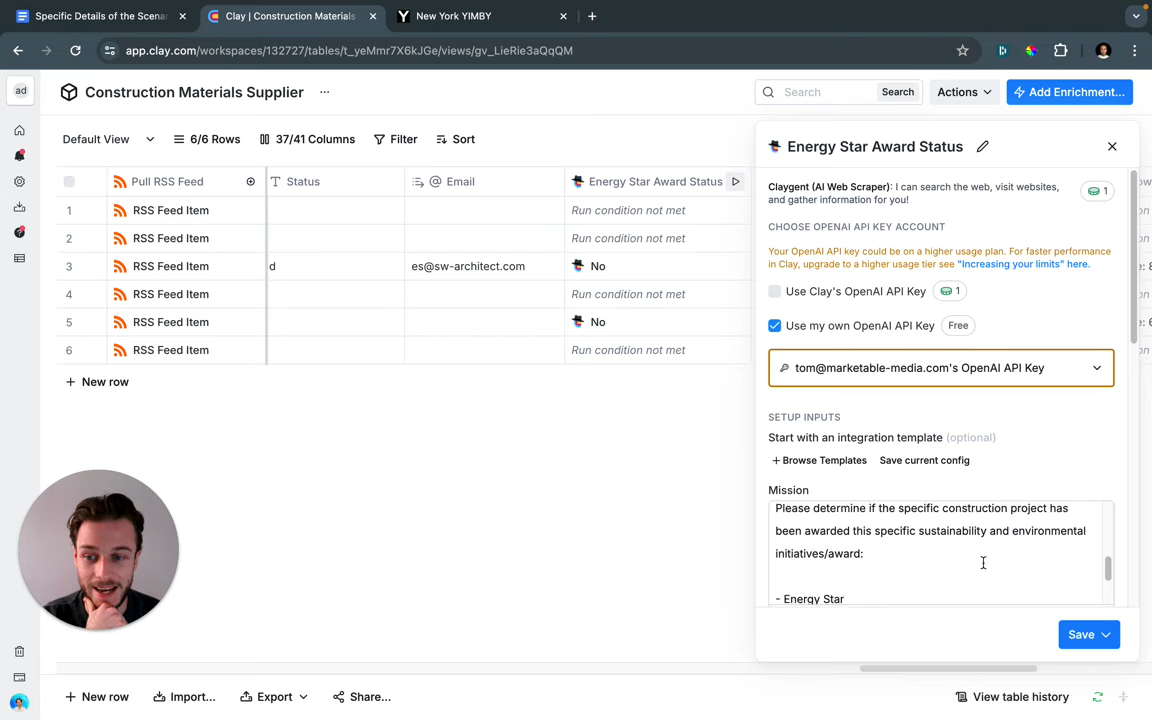 Specific Details of the Scenar
Clay | Construction Materials
New York YIMBY
app.clay.com/workspaces/132727/tables/t_yeMmr7X6kJGe/views/gv_LieRie3aQqQM
ad
Construction Materials Supplier
Search
Search
Actions
Add Enrichment...
Default View
6/6 Rows
37/41 Columns
Filter
Sort
Pull RSS Feed
Status
Email
Energy Star Award Status
1 RSS Feed Item Run condition not met
2 RSS Feed Item Run condition not met
3 RSS Feed Item d es@sw-architect.com No
4 RSS Feed Item Run condition not met
5 RSS Feed Item No
6 RSS Feed Item Run condition not met
+ New row
Energy Star Award Status
Claygent (AI Web Scraper): I can search the web, visit websites,
and gather information for you!
1
CHOOSE OPENAI API KEY ACCOUNT
Your OpenAI API key could be on a higher usage plan. For faster performance
in Clay, upgrade to a higher usage tier see "Increasing your limits" here.
Use Clay's OpenAI API Key 1
Use my own OpenAI API Key Free
tom@marketable-media.com's OpenAI API Key
SETUP INPUTS
Start with an integration template (optional)
+ Browse Templates Save current config
Mission
Please determine if the specific construction project has
been awarded this specific sustainability and environmental
initiatives/award:
- Energy Star
Save
+ New row
Import...
Export
Share...
View table history